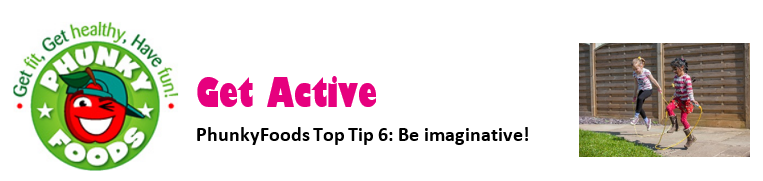 Get fit, Get healthy, Have fun!
PHUNKY
FOODS
Get Active
PhunkyFoods Top Tip 6: Be imaginative!